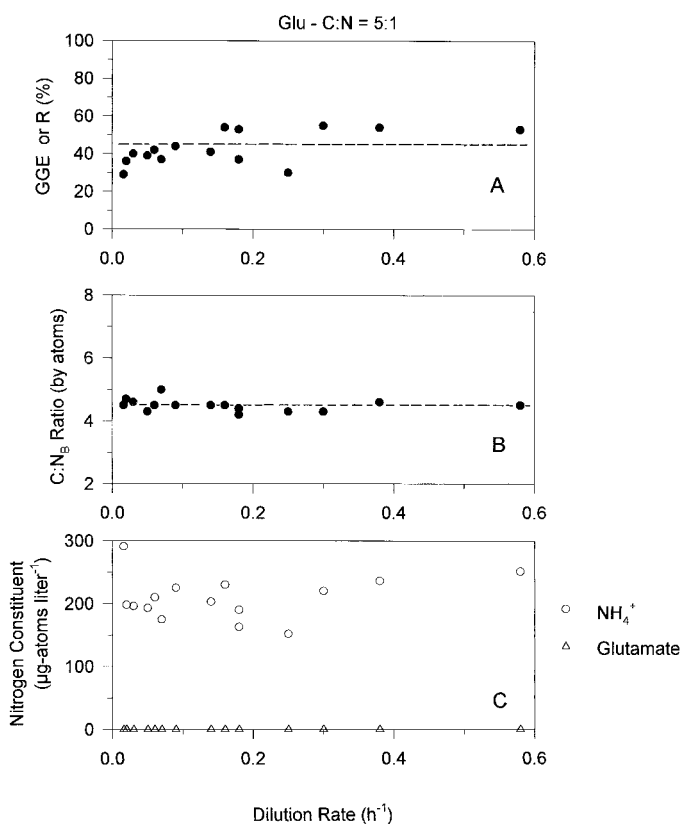 Glu - C:N = 5:1
GGE or R (%)
100
80
60
40
20
0
A
0.0 0.2 0.4 0.6
C:N_B Ratio (by atoms)
8
6
4
2
B
0.0 0.2 0.4 0.6
Nitrogen Constituent
(µg-atoms liter⁻¹)
300
200
100
0
C
0.0 0.2 0.4 0.6
Dilution Rate (h⁻¹)
NH₄⁺
Glutamate